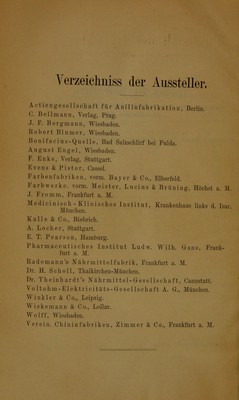 Verzeichniss der Aussteller.
Actiengesellschaft für Anilinfabrikation, Berlin.
C. Bellmann, Verlag, Prag.
J. F. Bergmann, Wiesbaden.
Robert Blumer, Wiesbaden.
Bonifacius-Quelle, Bad Salzschlirf bei Fulda.
August Engel, Wiesbaden.
F. Enke, Verlag, Stuttgart.
Evens & Pistor, Cassel.
Farbenfabriken, vorm. Bayer & Co., Elberfeld.
Farbwerke, vorm. Meister, Lucius & Brüning, Höchst a. M.
J. Fromm, Frankfurt a. M.
Medicinisch-Klinisches Institut, Krankenhaus links d. Isar,
München.
Kalle & Co., Biebrich.
A. Locher, Stuttgart.
E. T. Pearson, Hamburg.
Pharmaceutisches Institut Ludw. Wilh. Gans, Frank-
furt a. M.
Rademann's Nährmittelfabrik, Frankfurt a. M.
Dr. H. Scholl, Thalkirchen-München.
Dr. Theinhardt's Nährmittel-Gesellschaft, Cannstatt.
Voltohm-Elektricitäts-Gesellschaft A. G., München.
Winkler & Co., Leipzig.
Wiskemann & Co., Lollar.
Wolff, Wiesbaden.
Verein. Chininfabriken, Zimmer & Co., Frankfurt a. M.